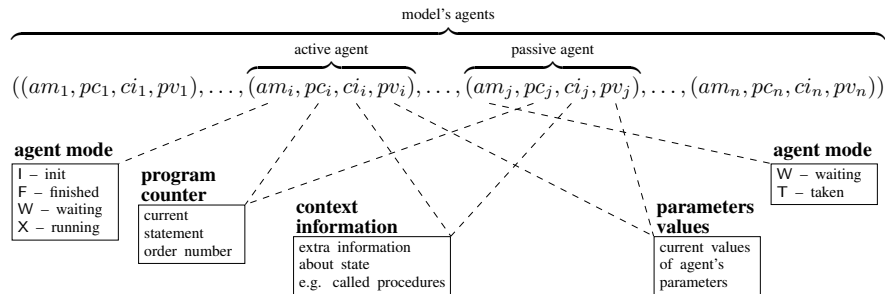 model's agents
active agent
passive agent
((am₁, pc₁, ci₁, pv₁), . . . , (amᵢ, pcᵢ, ciᵢ, pvᵢ), . . . , (amⱼ, pcⱼ, ciⱼ, pvⱼ), . . . , (amₙ, pcₙ, ciₙ, pvₙ))
agent mode
I – init
F – finished
W – waiting
X – running
program
counter
current
statement
order number
context
information
extra information
about state
e.g. called procedures
parameters
values
current values
of agent's
parameters
agent mode
W – waiting
T – taken